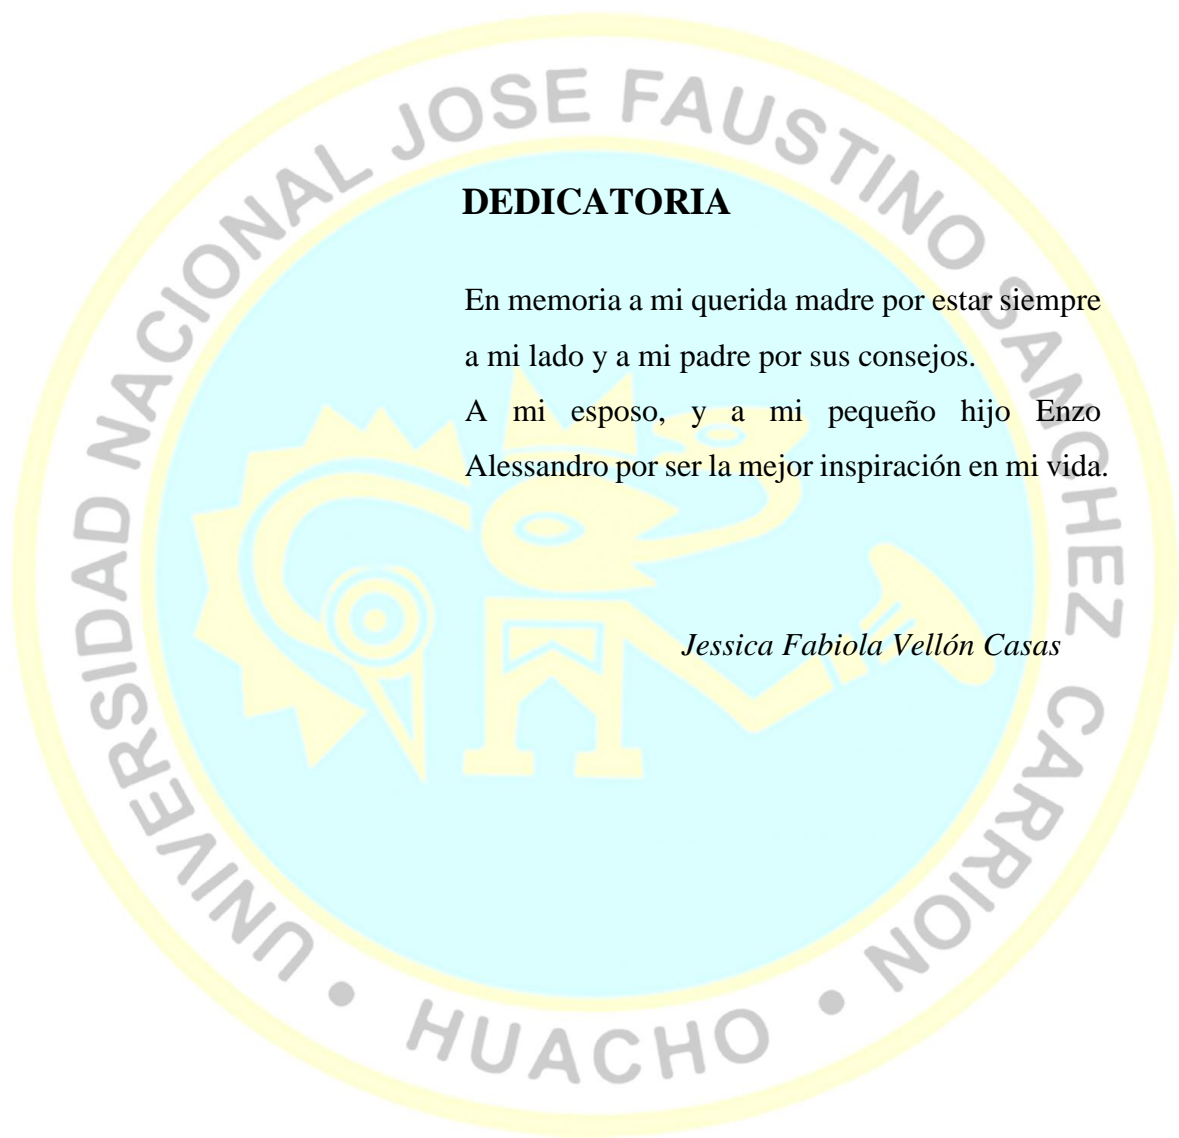 UNIVERSIDAD NACIONAL JOSE FAUSTINO SANCHEZ CARRION
• HUACHO •
DEDICATORIA
En memoria a mi querida madre por estar siempre
a mi lado y a mi padre por sus consejos.
A mi esposo, y a mi pequeño hijo Enzo
Alessandro por ser la mejor inspiración en mi vida.
Jessica Fabiola Vellón Casas